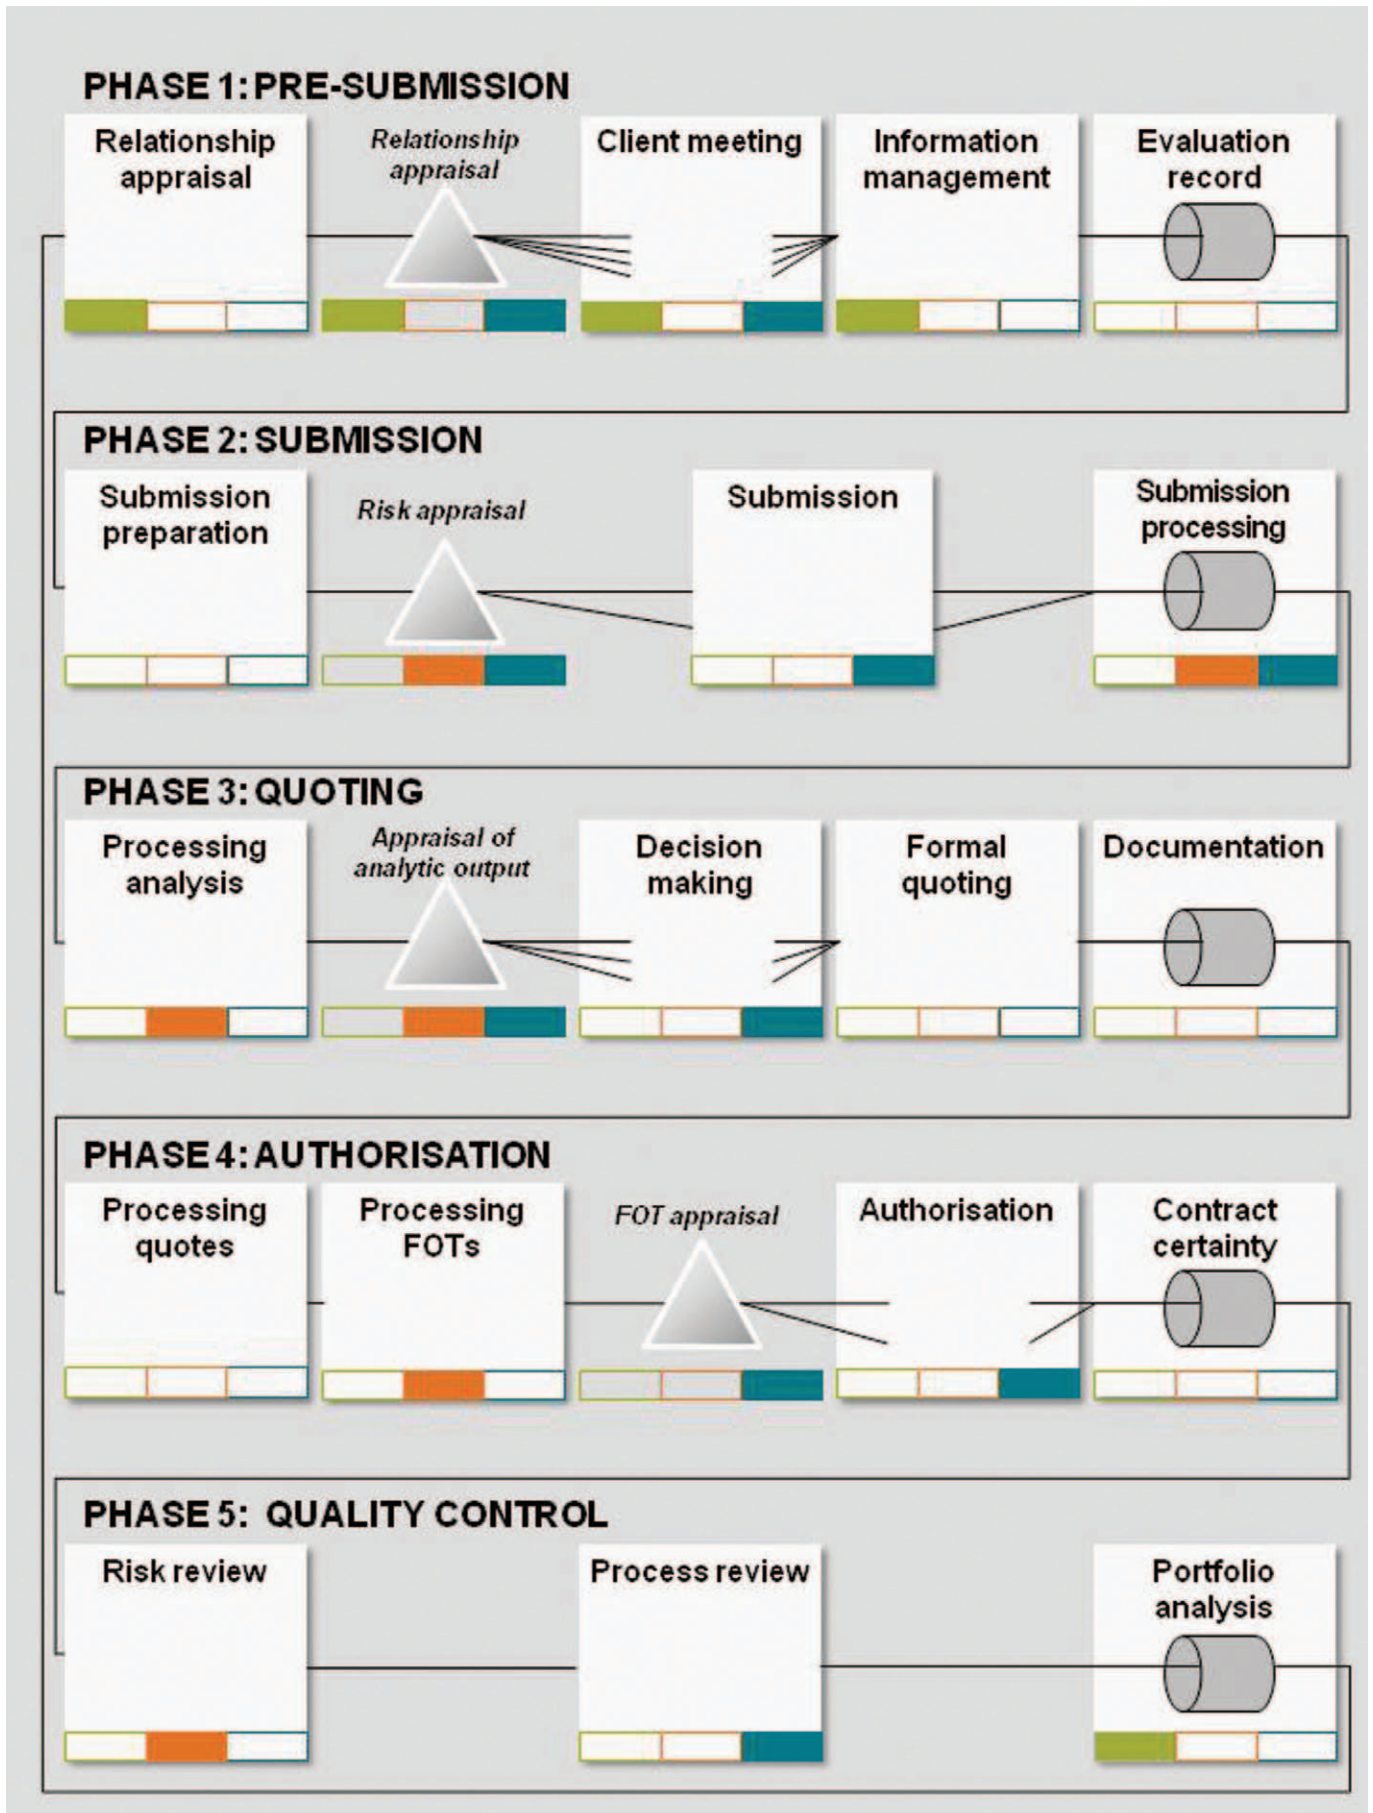 PHASE 1: PRE-SUBMISSION
Relationship
appraisal
Relationship
appraisal
Client meeting
Information
management
Evaluation
record
PHASE 2: SUBMISSION
Submission
preparation
Risk appraisal
Submission
Submission
processing
PHASE 3: QUOTING
Processing
analysis
Appraisal of
analytic output
Decision
making
Formal
quoting
Documentation
PHASE 4: AUTHORISATION
Processing
quotes
Processing
FOTs
FOT appraisal
Authorisation
Contract
certainty
PHASE 5: QUALITY CONTROL
Risk review
Process review
Portfolio
analysis